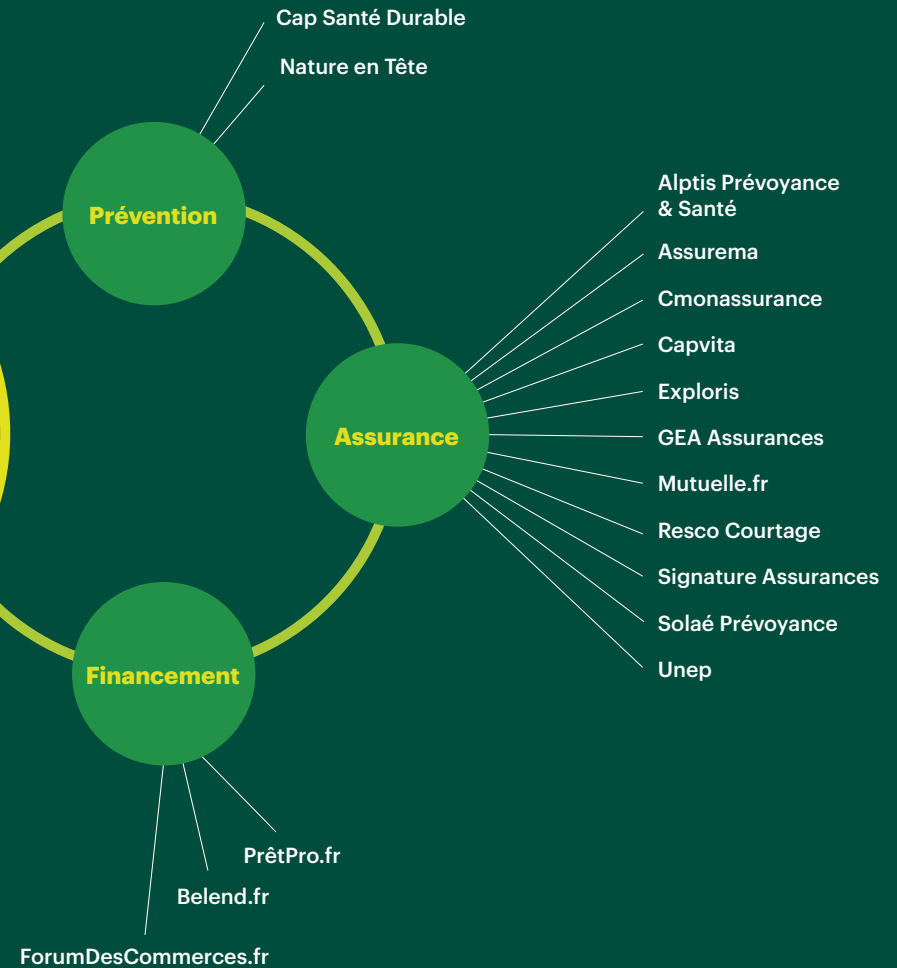 Cap Santé Durable
Nature en Tête
Prévention
Alptis Prévoyance
& Santé
Assurema
Cmonassurance
Capvita
Exploris
GEA Assurances
Mutuelle.fr
Resco Courtage
Signature Assurances
Solaé Prévoyance
Unep
Assurance
Financement
PrêtPro.fr
Belend.fr
ForumDesCommerces.fr